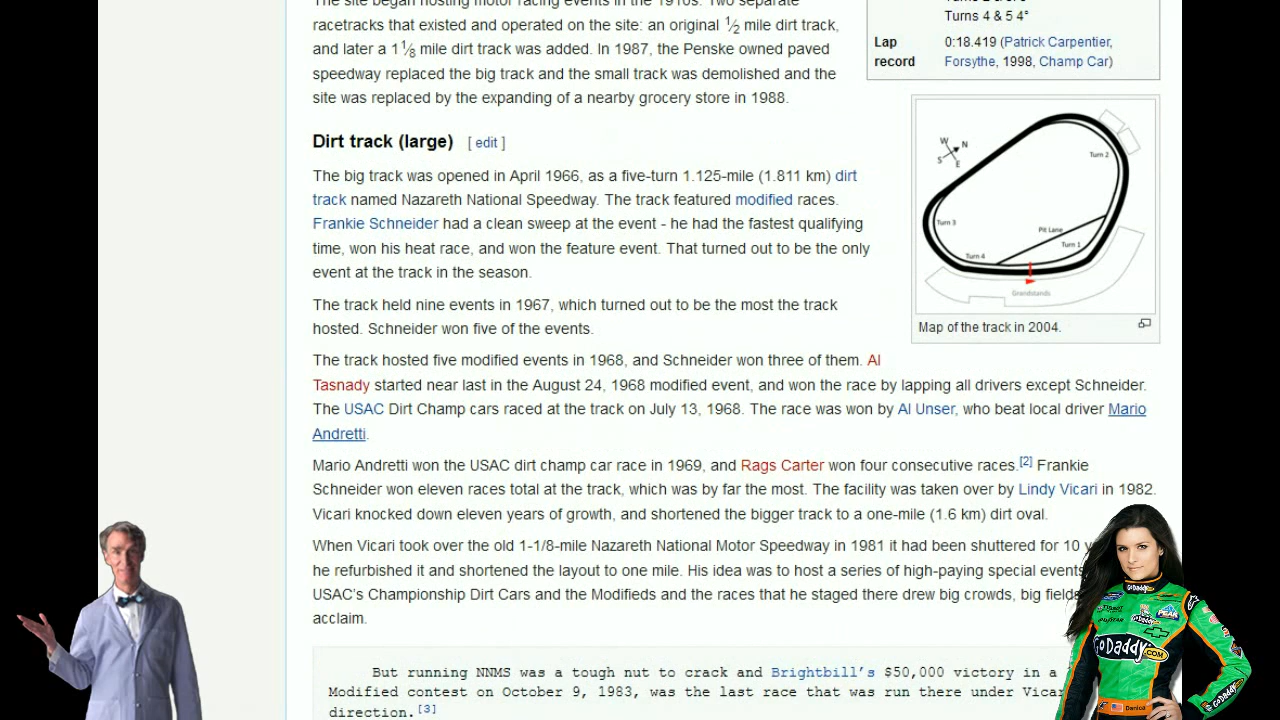 The site began hosting motor racing events in the 1910s. Two separate
racetracks that existed and operated on the site: an original 1/2 mile dirt track,
and later a 1 1/8 mile dirt track was added. In 1987, the Penske owned paved
speedway replaced the big track and the small track was demolished and the
site was replaced by the expanding of a nearby grocery store in 1988.
Turns 4 & 5 4°
Lap record
0:18.419 (Patrick Carpentier,
Forsythe, 1998, Champ Car)
W
N
S
E
Turn 2
Turn 3
Pit Lane
Turn 1
Turn 4
Grandstands
Map of the track in 2004.
Dirt track (large) [ edit ]
The big track was opened in April 1966, as a five-turn 1.125-mile (1.811 km) dirt
track named Nazareth National Speedway. The track featured modified races.
Frankie Schneider had a clean sweep at the event - he had the fastest qualifying
time, won his heat race, and won the feature event. That turned out to be the only
event at the track in the season.
The track held nine events in 1967, which turned out to be the most the track
hosted. Schneider won five of the events.
The track hosted five modified events in 1968, and Schneider won three of them. Al
Tasnady started near last in the August 24, 1968 modified event, and won the race by lapping all drivers except Schneider.
The USAC Dirt Champ cars raced at the track on July 13, 1968. The race was won by Al Unser, who beat local driver Mario
Andretti.
Mario Andretti won the USAC dirt champ car race in 1969, and Rags Carter won four consecutive races.[2] Frankie
Schneider won eleven races total at the track, which was by far the most. The facility was taken over by Lindy Vicari in 1982.
Vicari knocked down eleven years of growth, and shortened the bigger track to a one-mile (1.6 km) dirt oval.
When Vicari took over the old 1-1/8-mile Nazareth National Motor Speedway in 1981 it had been shuttered for 10
he refurbished it and shortened the layout to one mile. His idea was to host a series of high-paying special events
USAC's Championship Dirt Cars and the Modifieds and the races that he staged there drew big crowds, big fields
acclaim.
But running NNMS was a tough nut to crack and Brightbill's $50,000 victory in a
Modified contest on October 9, 1983, was the last race that was run there under Vicar
direction.[3]
GoDaddy
GoDaddy
GoDaddy
.COM
Danica
GoDaddy